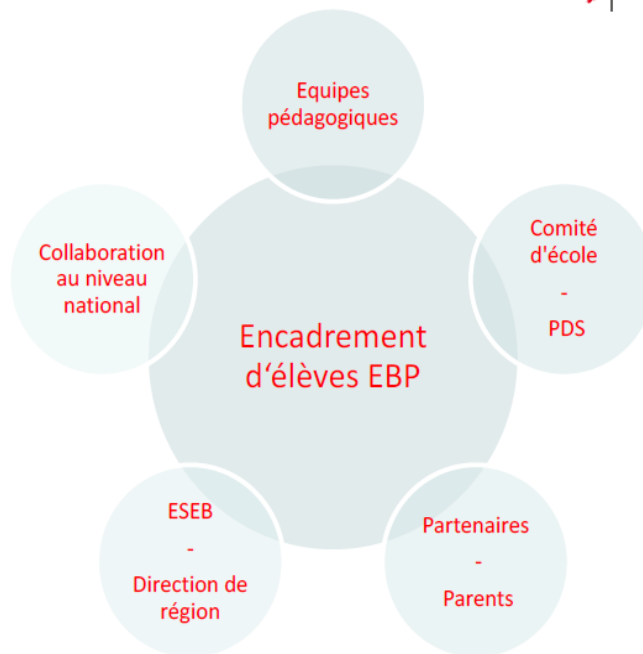 Equipes
pédagogiques
Collaboration
au niveau
national
Comité
d'école
-
PDS
Encadrement
d‘élèves EBP
ESEB
-
Direction de
région
Partenaires
-
Parents